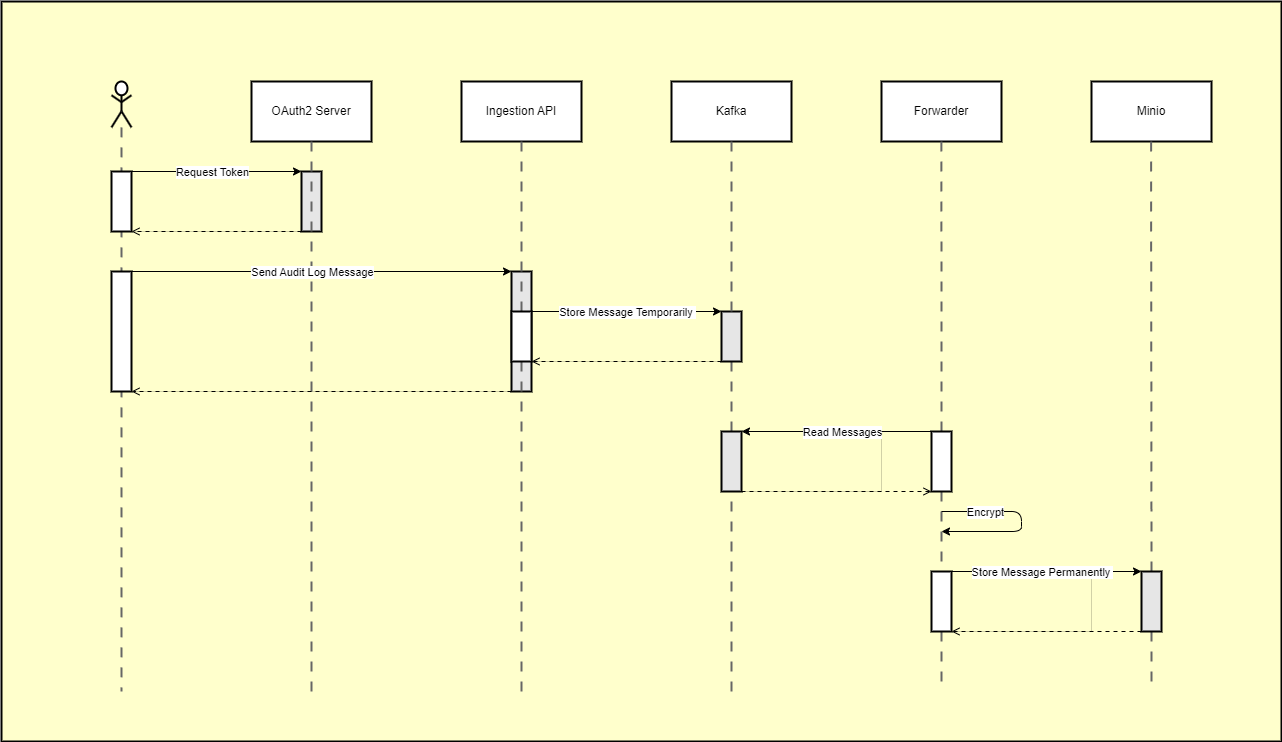 OAuth2 Server
Ingestion API
Kafka
Forwarder
Minio
Request Token
Send Audit Log Message
Store Message Temporarily
Read Messages
Encrypt
Store Message Permanently